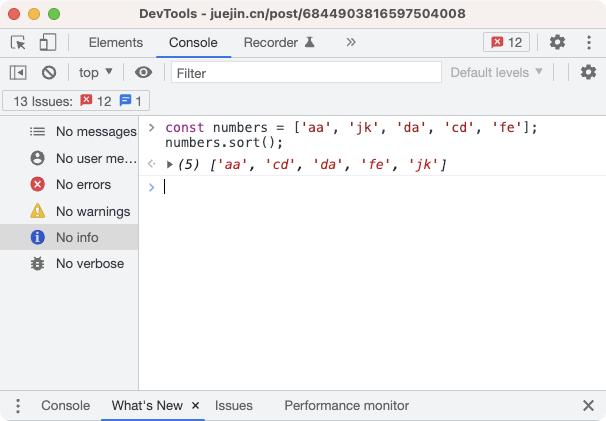 DevTools - juejin.cn/post/6844903816597504008
Elements Console Recorder 12
top Filter Default levels
13 Issues: 12 1
No messages
No user me...
No errors
No warnings
No info
No verbose
const numbers = ['aa', 'jk', 'da', 'cd', 'fe'];
numbers.sort();
(5) ['aa', 'cd', 'da', 'fe', 'jk']
Console What's New Issues Performance monitor